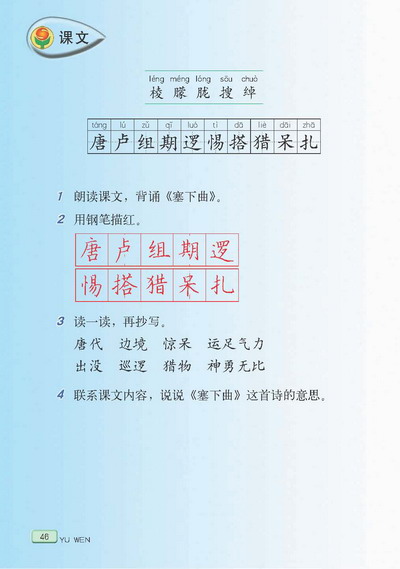 课文
léng méng lóng sōu chuò
棱 朦 胧 搜 绰
táng lú zǔ qī luó tì dā liè dāi zhā
唐 卢 组 期 逻 惕 搭 猎 呆 扎
1 朗读课文，背诵《塞下曲》。
2 用钢笔描红。
唐 卢 组 期 逻
惕 搭 猎 呆 扎
3 读一读，再抄写。
唐代 边境 惊呆 运足气力
出没 巡逻 猎物 神勇无比
4 联系课文内容，说说《塞下曲》这首诗的意思。
46 YU WEN